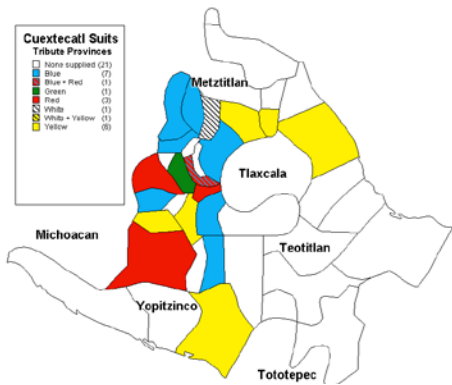 Cuextecatl Suits
Tribute Provinces
None supplied (21)
Blue (7)
Blue + Red (1)
Green (1)
Red (3)
White (1)
White + Yellow (1)
Yellow (6)
Metztitlan
Tlaxcala
Michoacan
Teotitlan
Yopitzinco
Tototepec